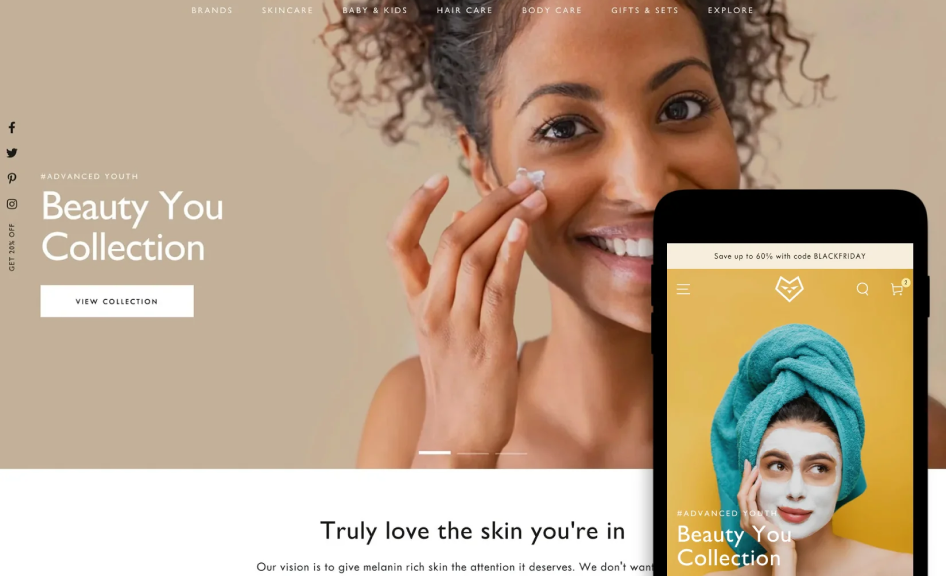 BRANDS SKINCARE BABY & KIDS HAIR CARE BODY CARE GIFTS & SETS EXPLORE
#ADVANCED YOUTH
Beauty You
Collection
VIEW COLLECTION
GET 20% OFF
Save up to 60% with code BLACKFRIDAY
#ADVANCED YOUTH
Beauty You
Collection
Truly love the skin you're in
Our vision is to give melanin rich skin the attention it deserves. We don't want